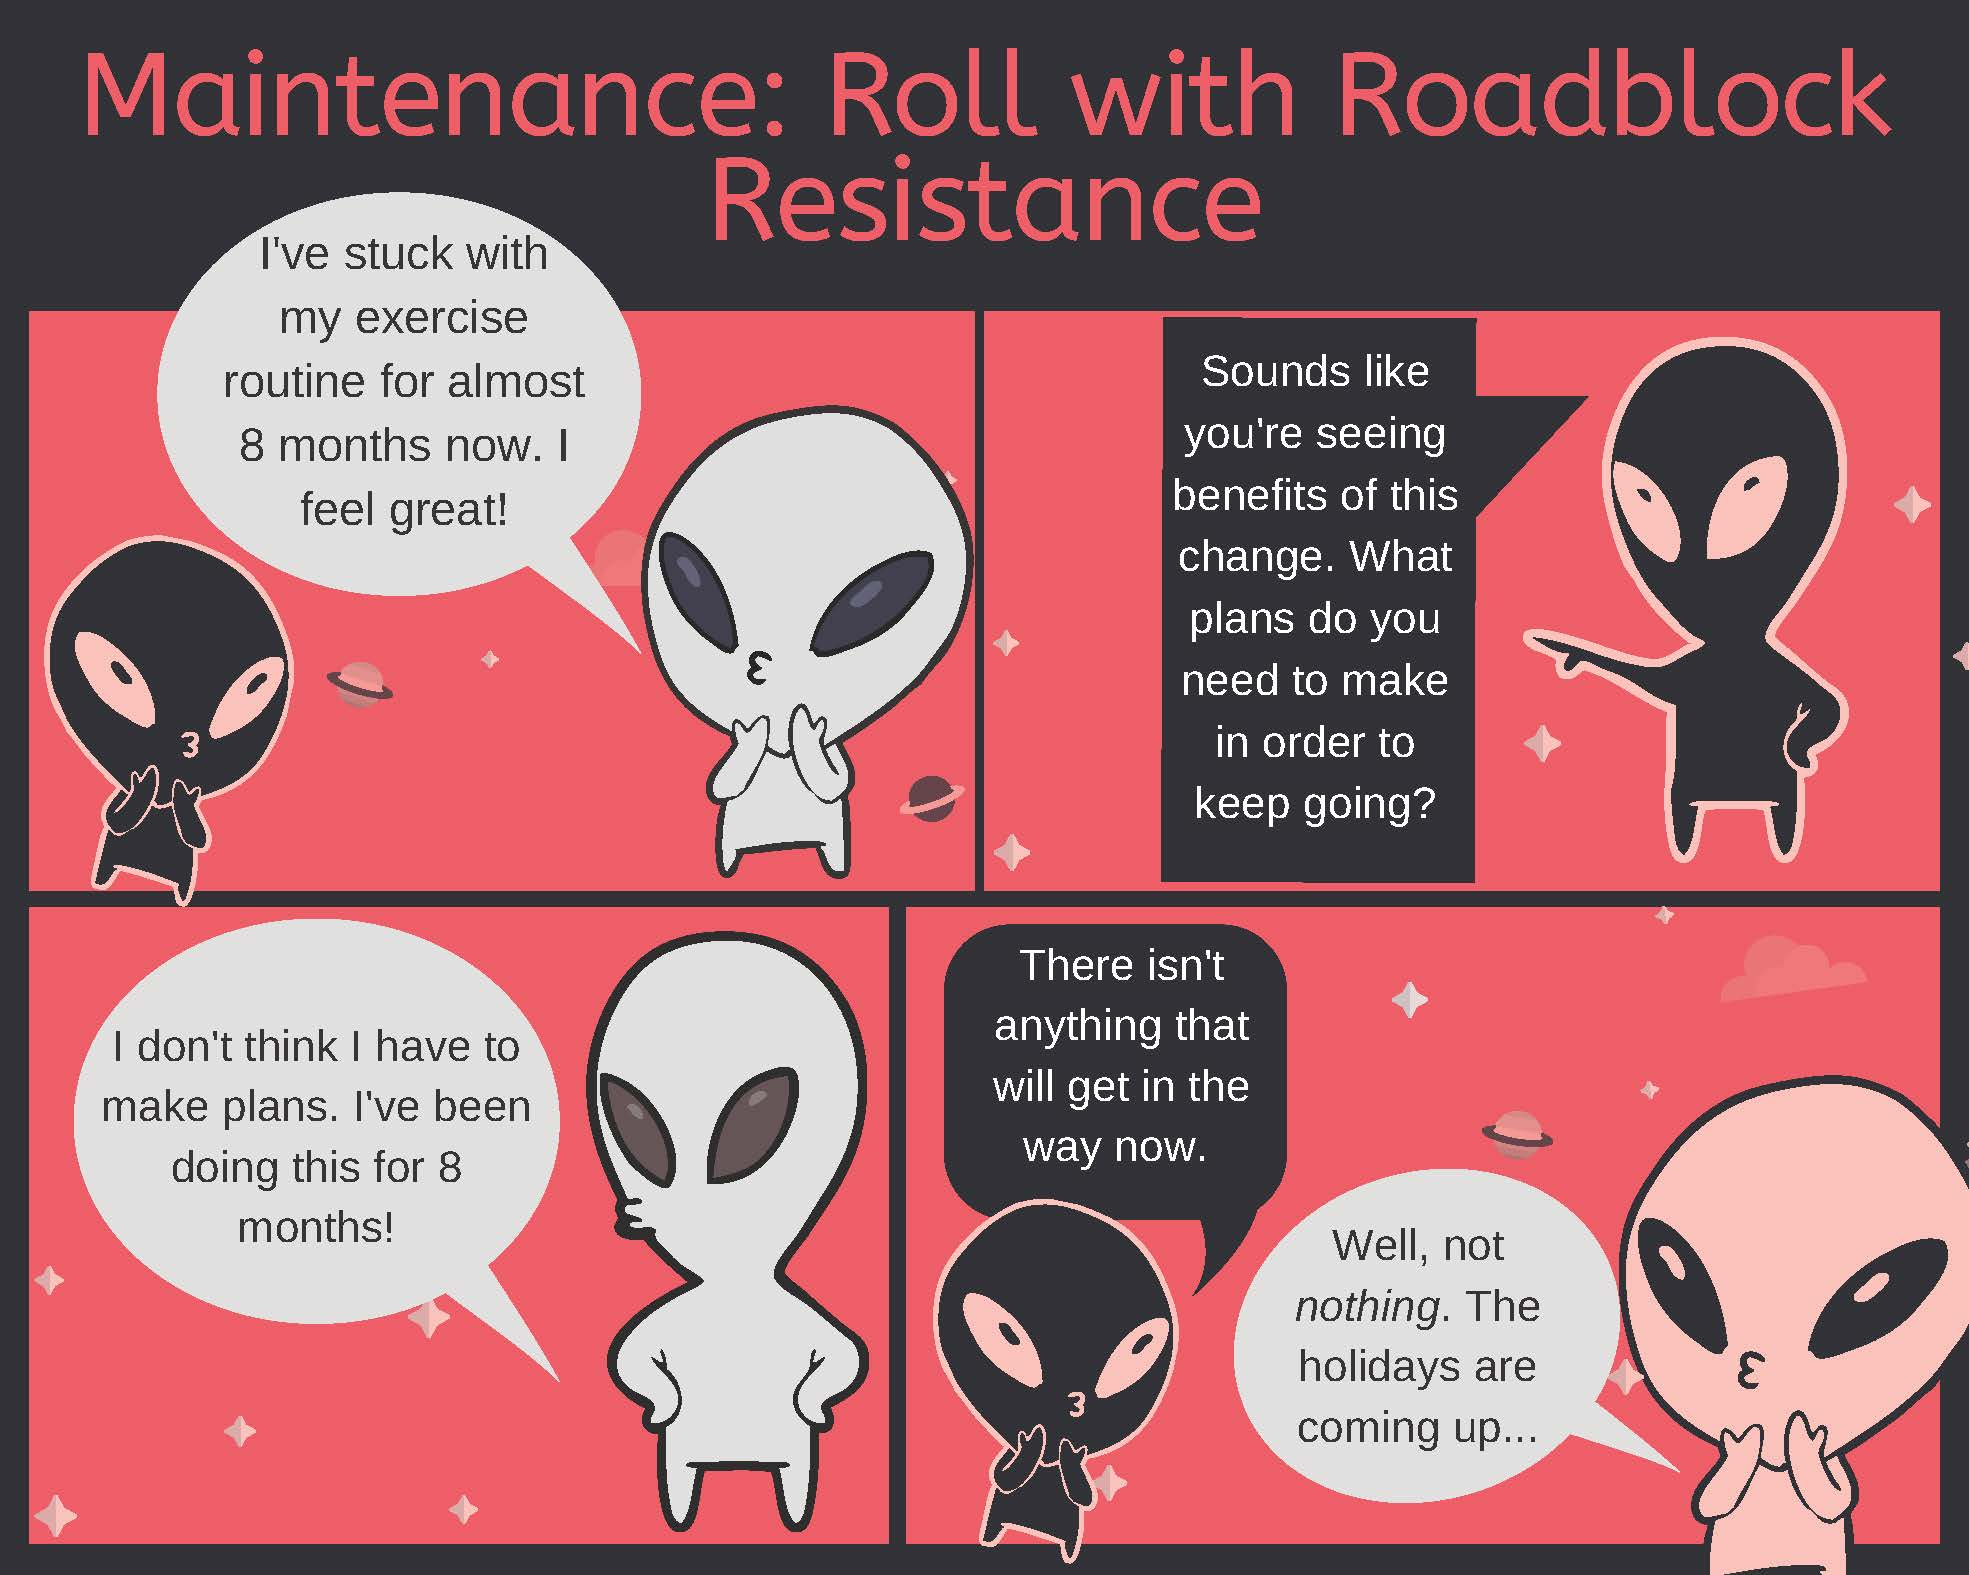 Maintenance: Roll with Roadblock
Resistance
I've stuck with
my exercise
routine for almost
8 months now. I
feel great!
Sounds like
you're seeing
benefits of this
change. What
plans do you
need to make
in order to
keep going?
I don't think I have to
make plans. I've been
doing this for 8
months!
There isn't
anything that
will get in the
way now.
Well, not
nothing. The
holidays are
coming up...